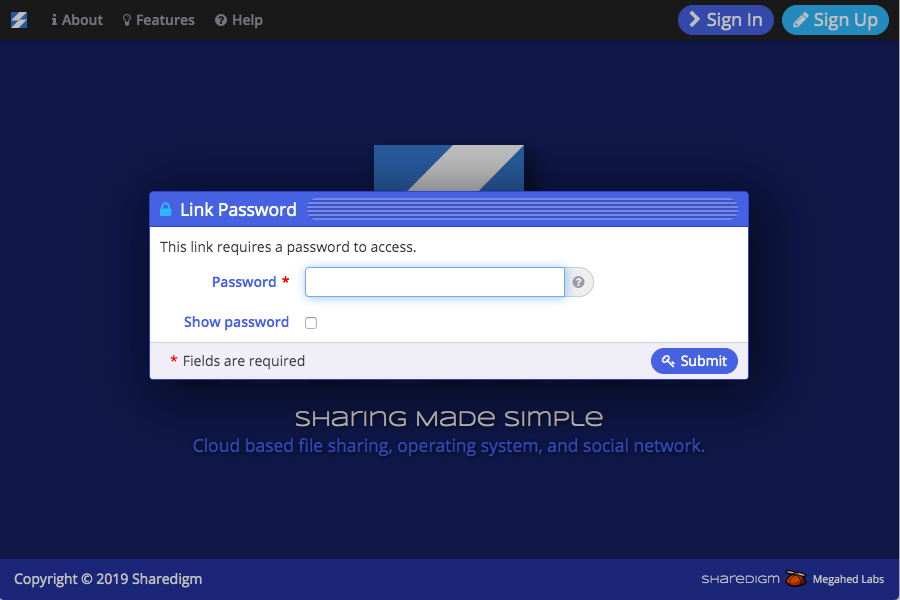 About Features Help Sign In Sign Up
Link Password
This link requires a password to access.
Password *
Show password
* Fields are required Submit
SHARING MADE SIMPLE
Cloud based file sharing, operating system, and social network.
Copyright © 2019 Sharedigm SHAREDIGM Megahed Labs